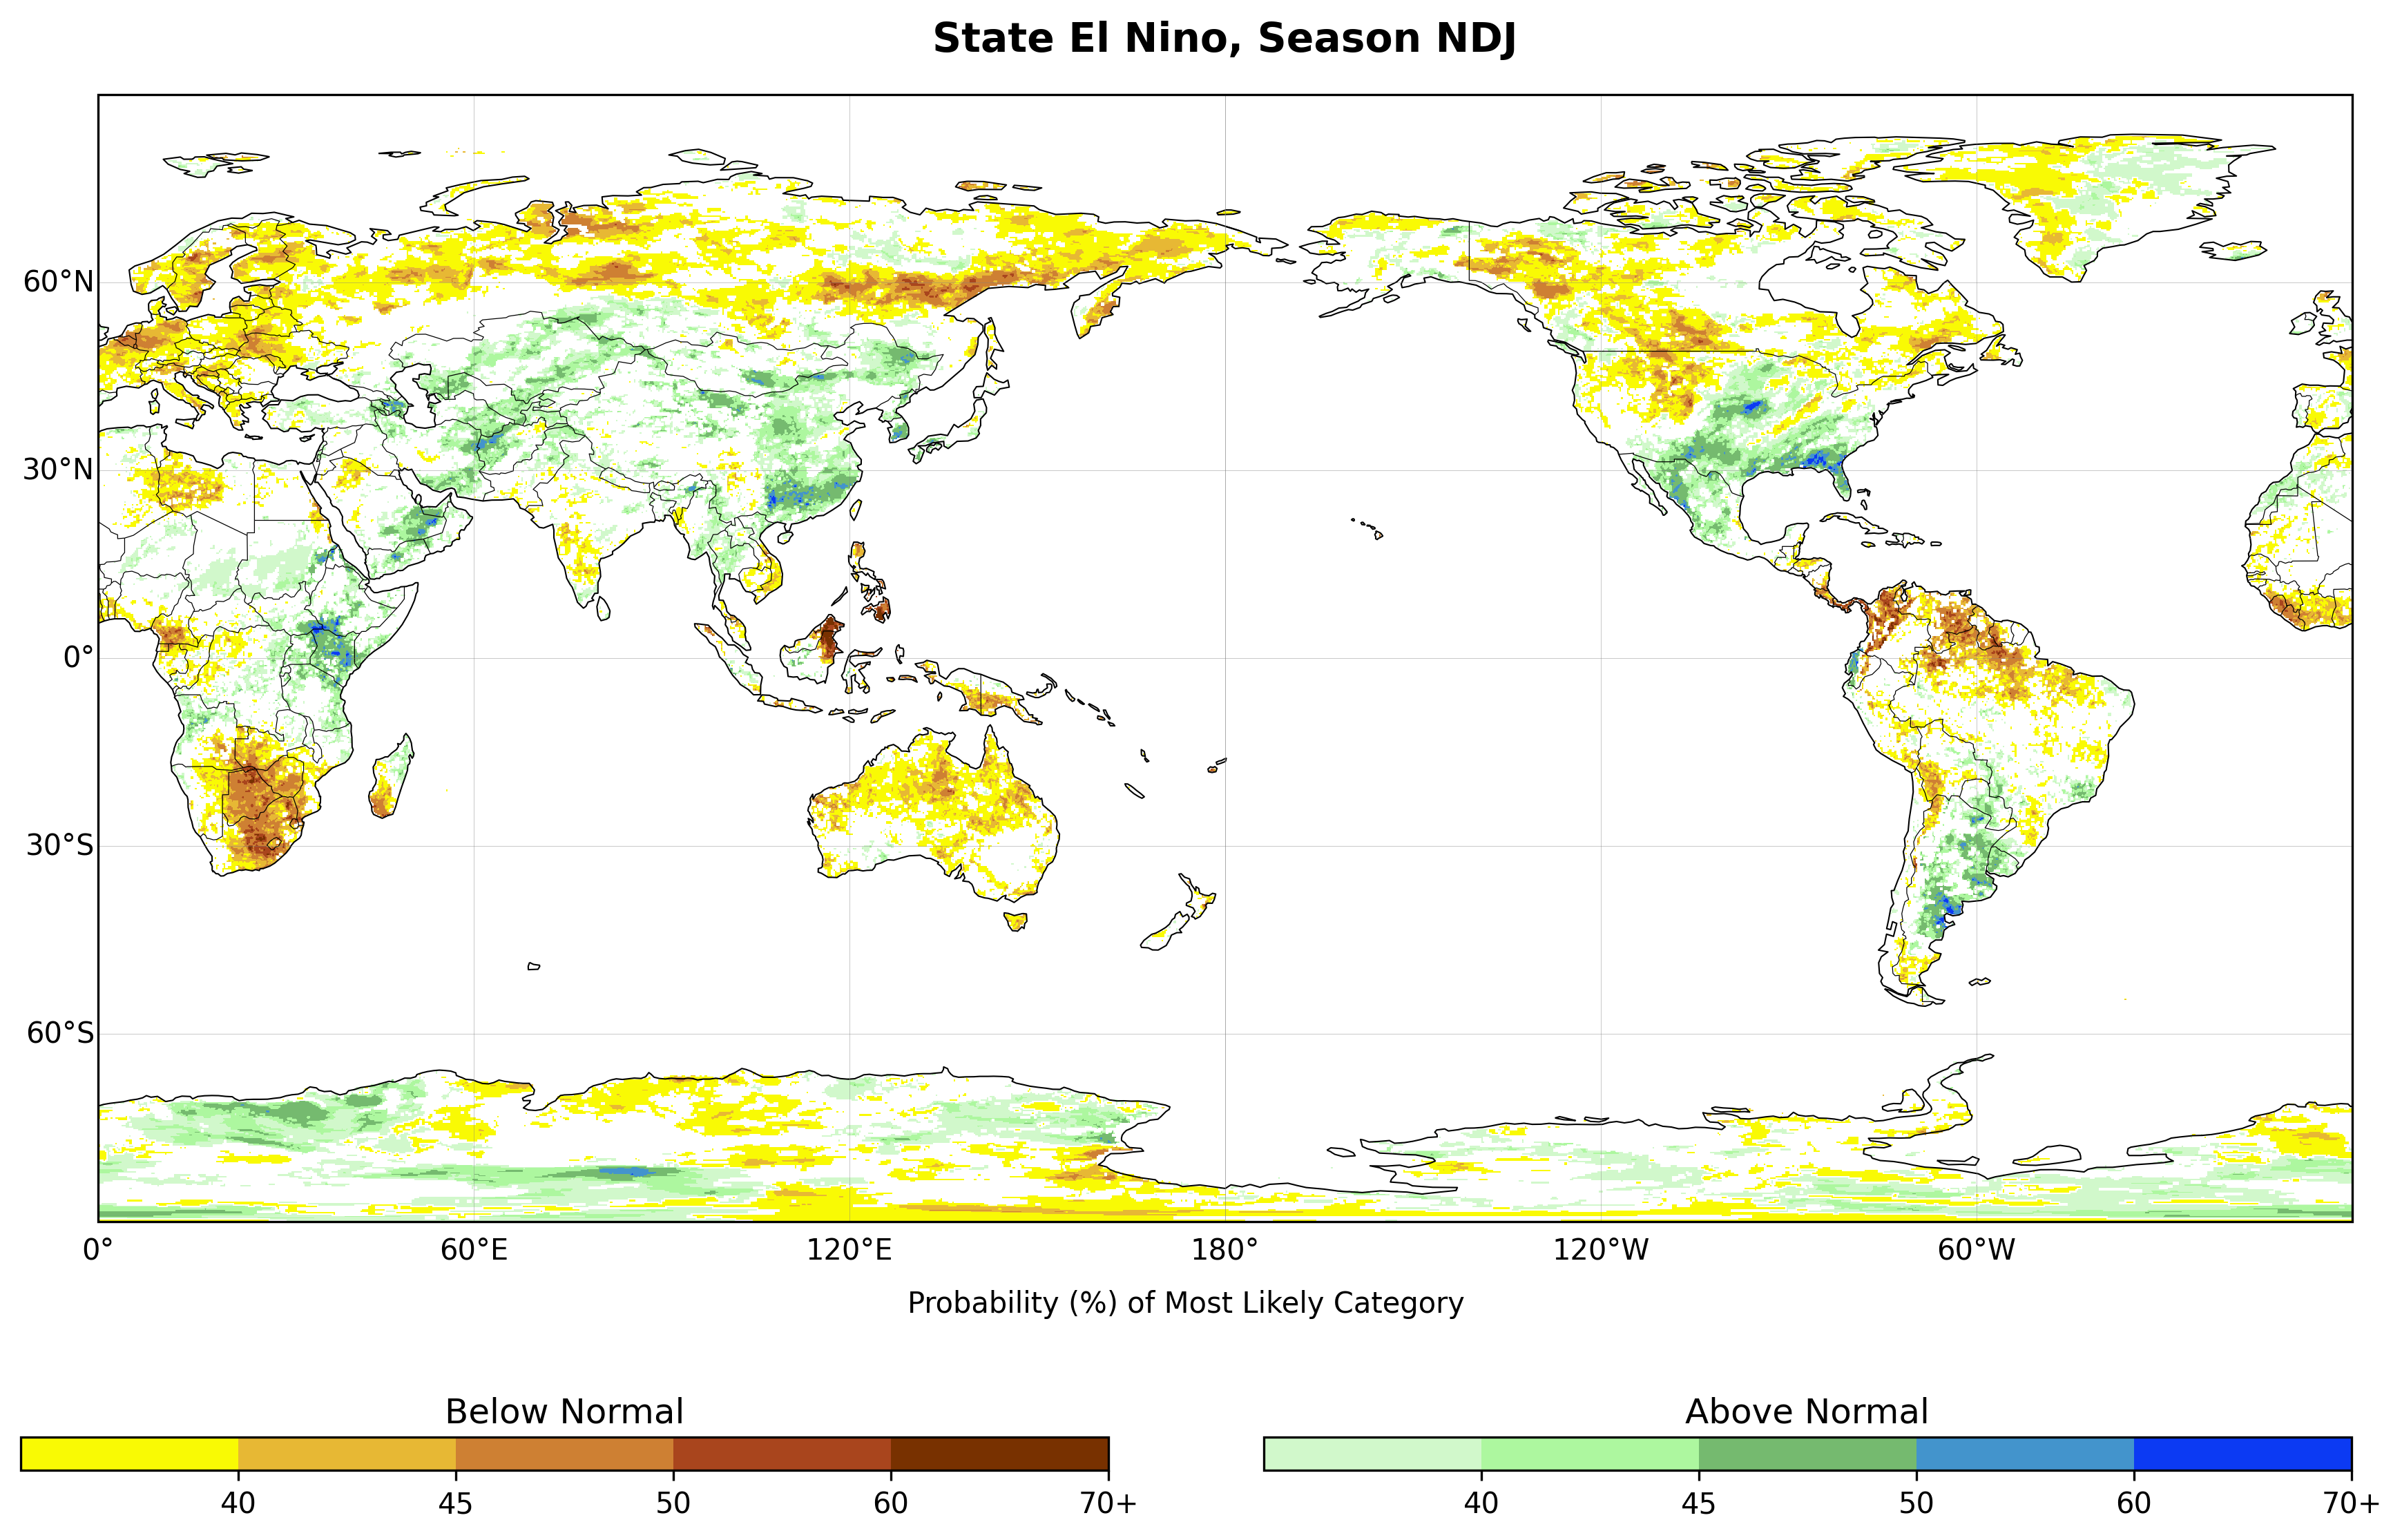 State El Nino, Season NDJ
60°N
30°N
0°
30°S
60°S
0° 60°E 120°E 180° 120°W 60°W
Probability (%) of Most Likely Category
Below Normal Above Normal
40 45 50 60 70+ 40 45 50 60 70+